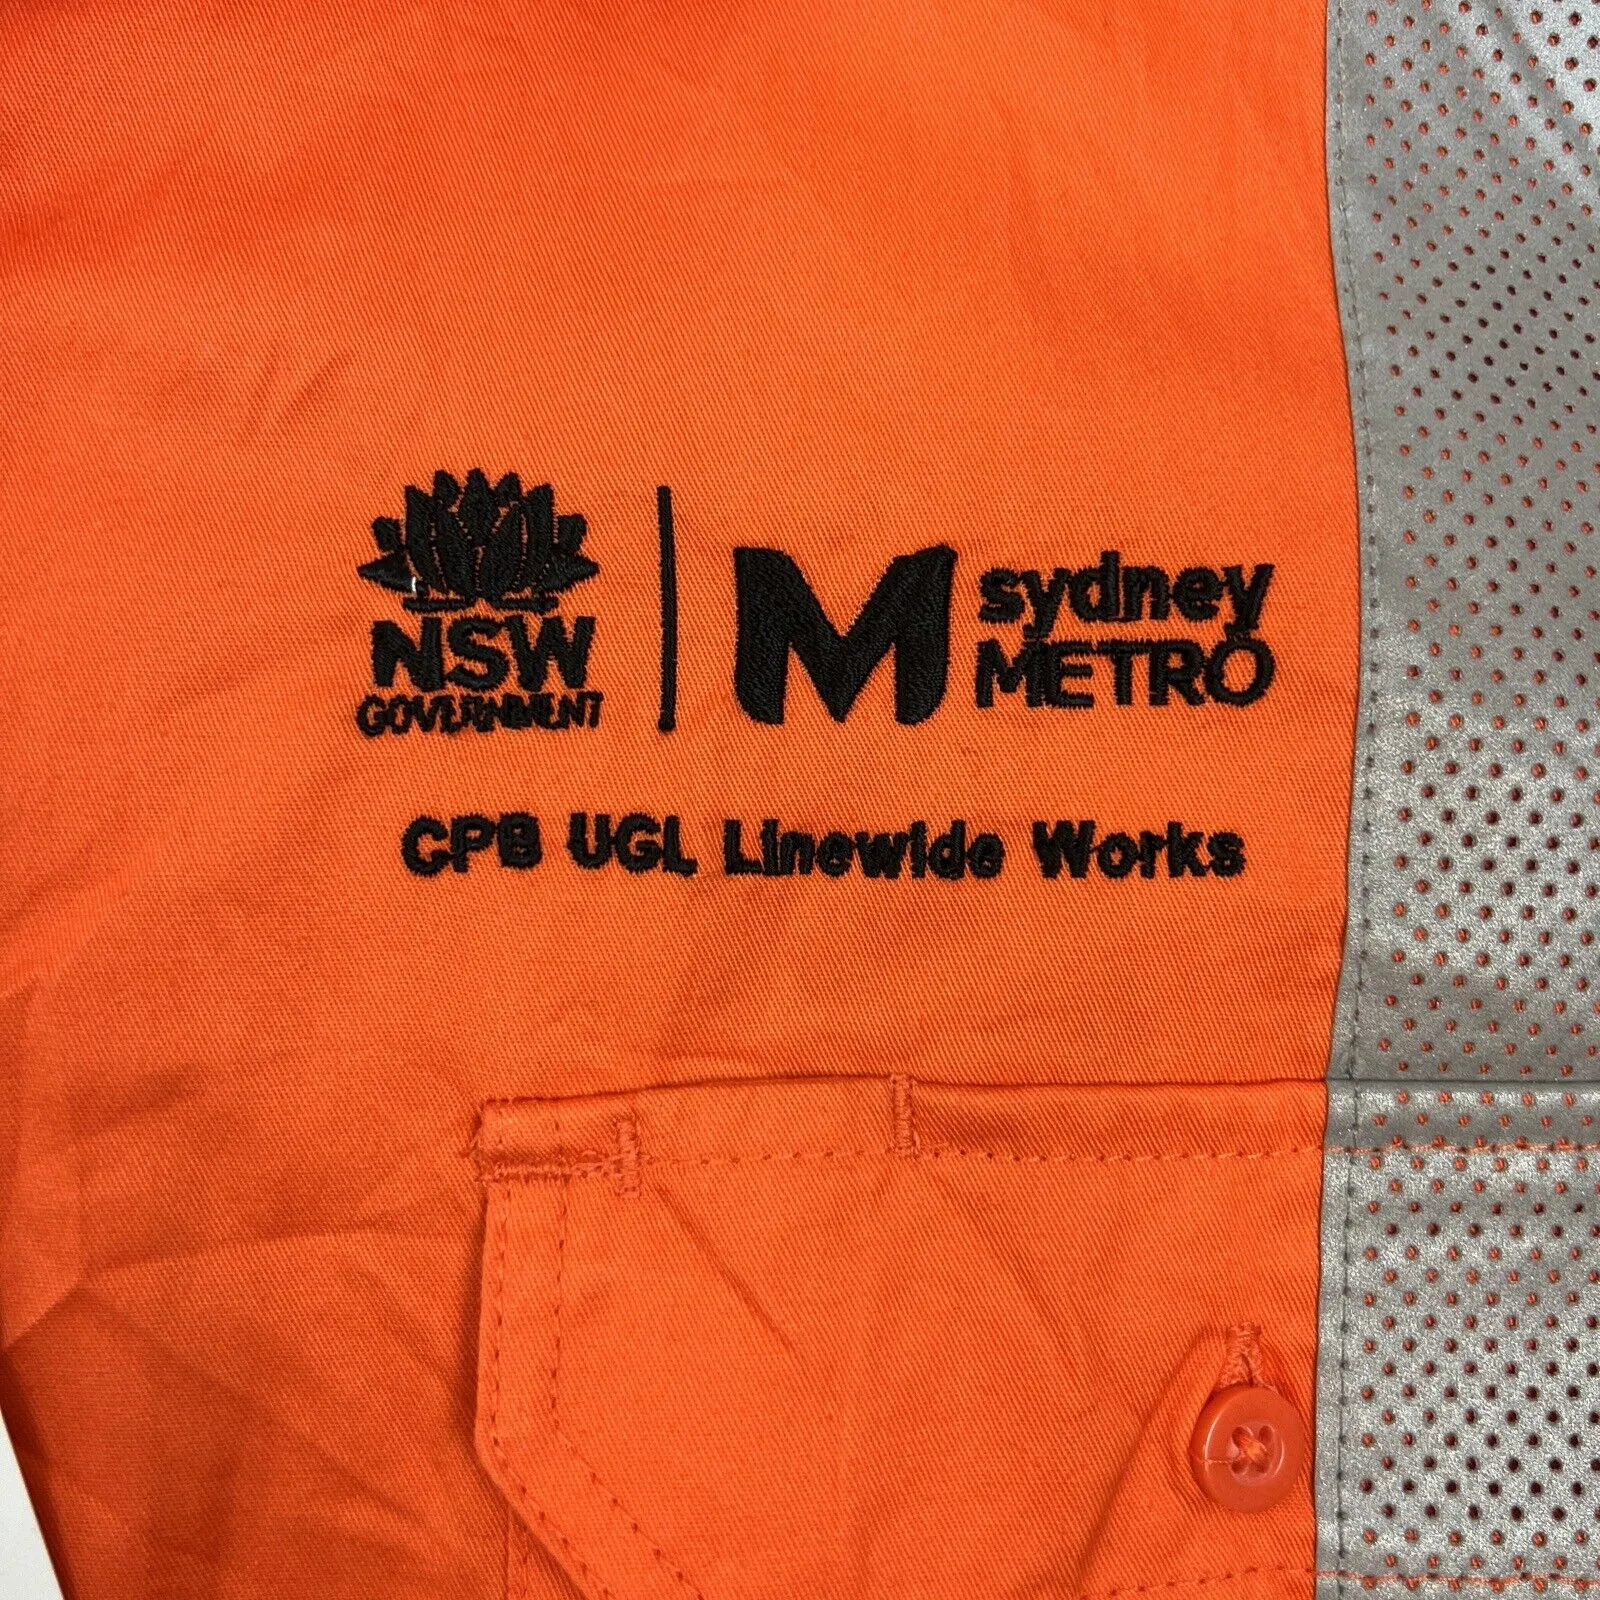 NSW
GOVERNMENT
M
sydney
METRO
CPB UGL Linewide Works